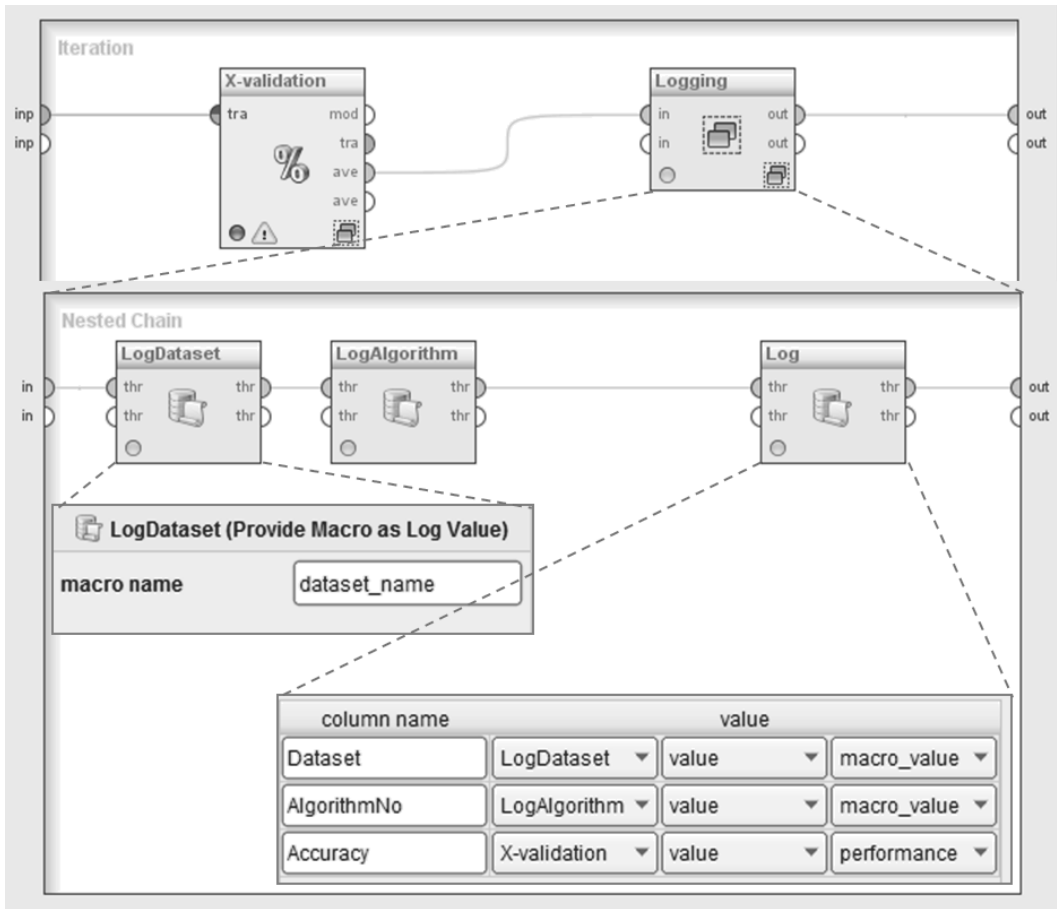 Iteration
X-validation
Logging
inp tra mod in out out
inp tra in out out
ave
ave
Nested Chain
LogDataset LogAlgorithm Log
in thr thr thr thr thr thr out
in thr thr thr thr thr thr out
LogDataset (Provide Macro as Log Value)
macro name dataset_name
column name value
Dataset LogDataset value macro_value
AlgorithmNo LogAlgorithm value macro_value
Accuracy X-validation value performance